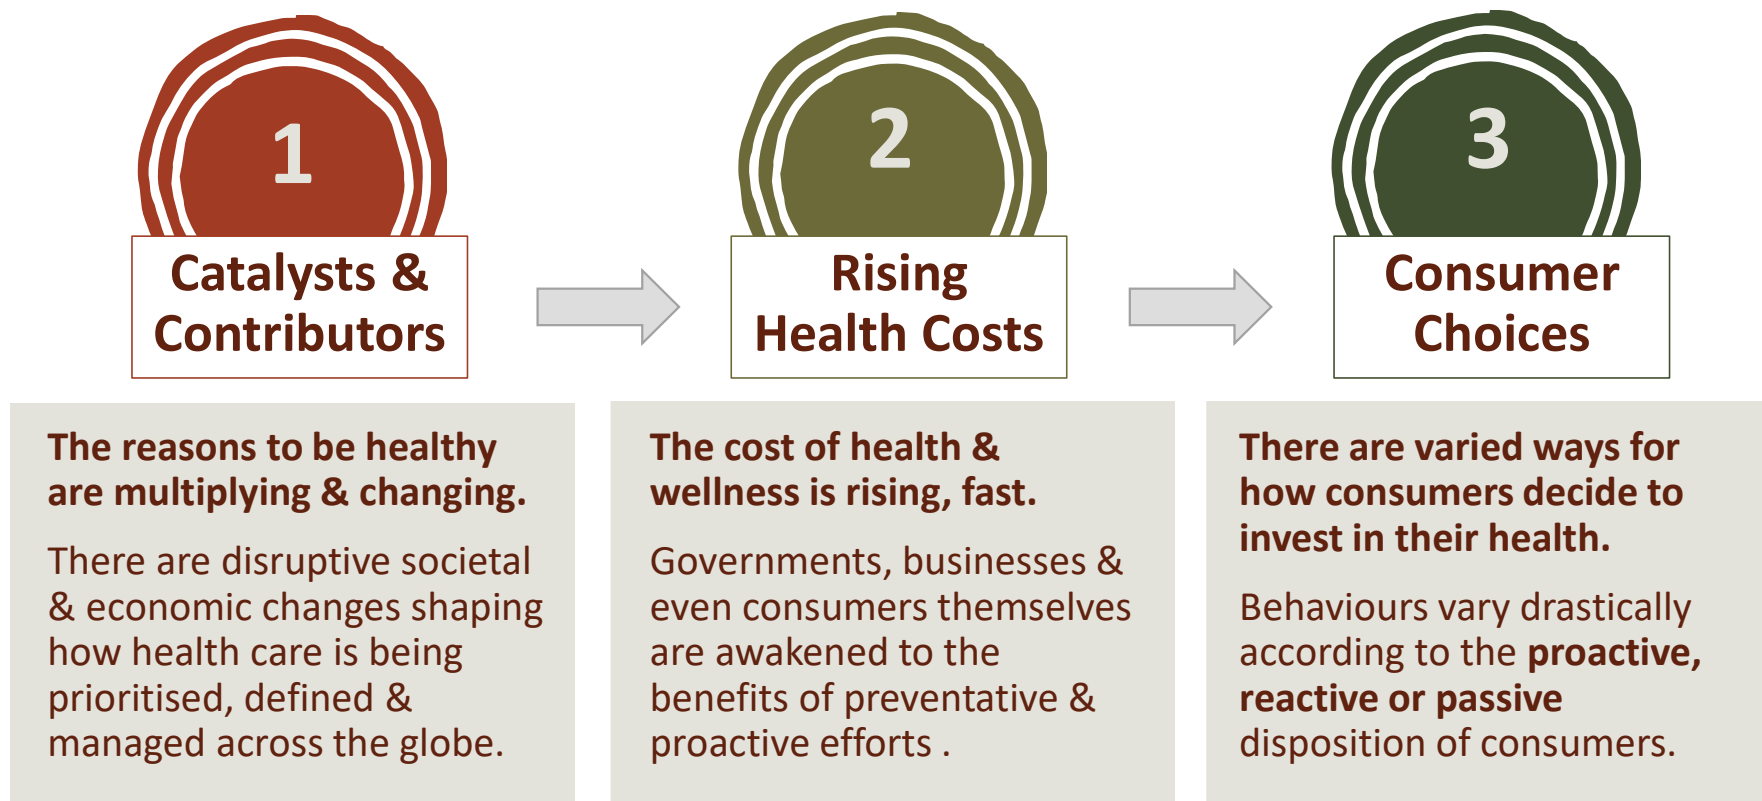 1
Catalysts &
Contributors
The reasons to be healthy
are multiplying & changing.
There are disruptive societal
& economic changes shaping
how health care is being
prioritised, defined &
managed across the globe.
2
Rising
Health Costs
The cost of health &
wellness is rising, fast.
Governments, businesses &
even consumers themselves
are awakened to the
benefits of preventative &
proactive efforts .
3
Consumer
Choices
There are varied ways for
how consumers decide to
invest in their health.
Behaviours vary drastically
according to the proactive,
reactive or passive
disposition of consumers.